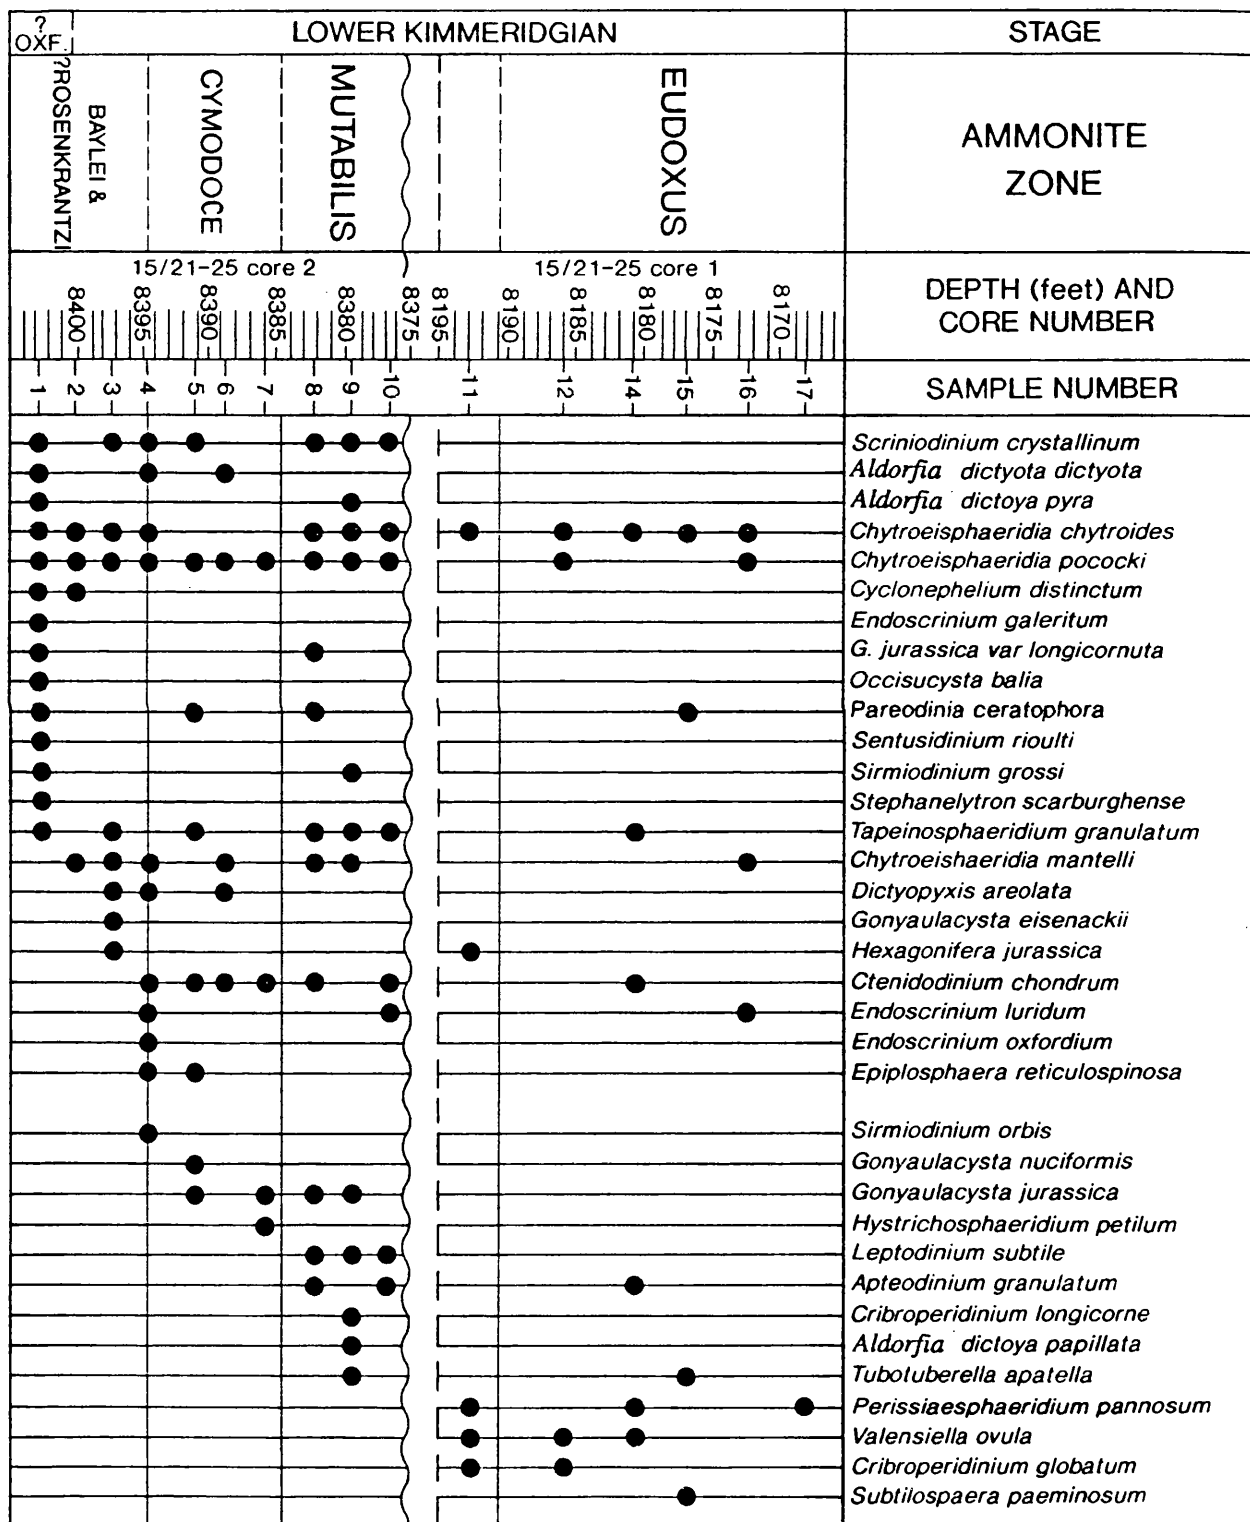 ?
OXF.
LOWER KIMMERIDGIAN
STAGE
?ROSENKRANTZI
BAYLEI &
CYMODOCE
MUTABILIS
EUDOXUS
AMMONITE
ZONE
15/21-25 core 2
15/21-25 core 1
8400
8395
8390
8385
8380
8375
8195
8190
8185
8180
8175
8170
DEPTH (feet) AND
CORE NUMBER
1
2
3
4
5
6
7
8
9
10
11
12
14
15
16
17
SAMPLE NUMBER
Scriniodinium crystallinum
Aldorfia dictyota dictyota
Aldorfia dictoya pyra
Chytroeisphaeridia chytroides
Chytroeisphaeridia pococki
Cyclonephelium distinctum
Endoscrinium galeritum
G. jurassica var longicornuta
Occisucysta balia
Pareodinia ceratophora
Sentusidinium rioulti
Sirmiodinium grossi
Stephanelytron scarburghense
Tapeinosphaeridium granulatum
Chytroeishaeridia mantelli
Dictyopyxis areolata
Gonyaulacysta eisenackii
Hexagonifera jurassica
Ctenidodinium chondrum
Endoscrinium luridum
Endoscrinium oxfordium
Epiplosphaera reticulospinosa
Sirmiodinium orbis
Gonyaulacysta nuciformis
Gonyaulacysta jurassica
Hystrichosphaeridium petilum
Leptodinium subtile
Apteodinium granulatum
Cribroperidinium longicorne
Aldorfia dictoya papillata
Tubotuberella apatella
Perissiaesphaeridium pannosum
Valensiella ovula
Cribroperidinium globatum
Subtilospaera paeminosum